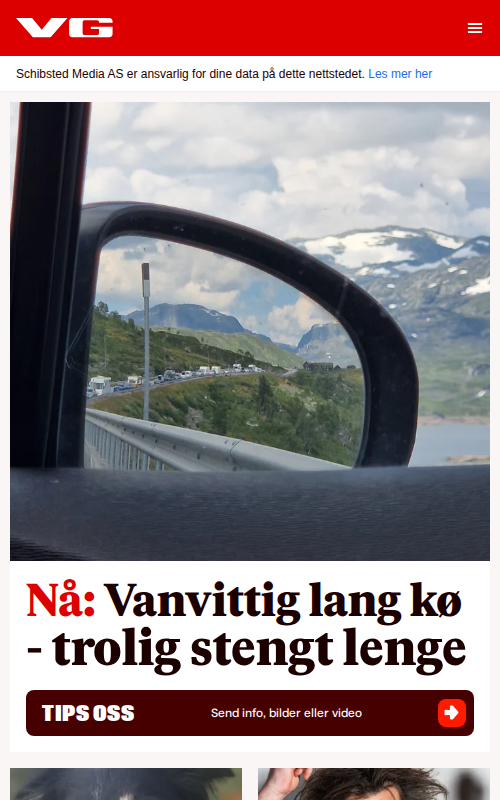 VG
Schibsted Media AS er ansvarlig for dine data på dette nettstedet. Les mer her
Nå: Vanvittig lang kø
- trolig stengt lenge
TIPS OSS Send info, bilder eller video